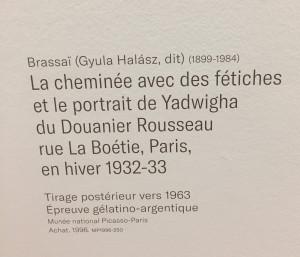 Brassaï (Gyula Halász, dit) (1899-1984)
La cheminée avec des fétiches
et le portrait de Yadwigha
du Douanier Rousseau
rue La Boétie, Paris,
en hiver 1932-33
Tirage postérieur vers 1963
Épreuve gélatino-argentique
Musée national Picasso-Paris
Achat, 1996.